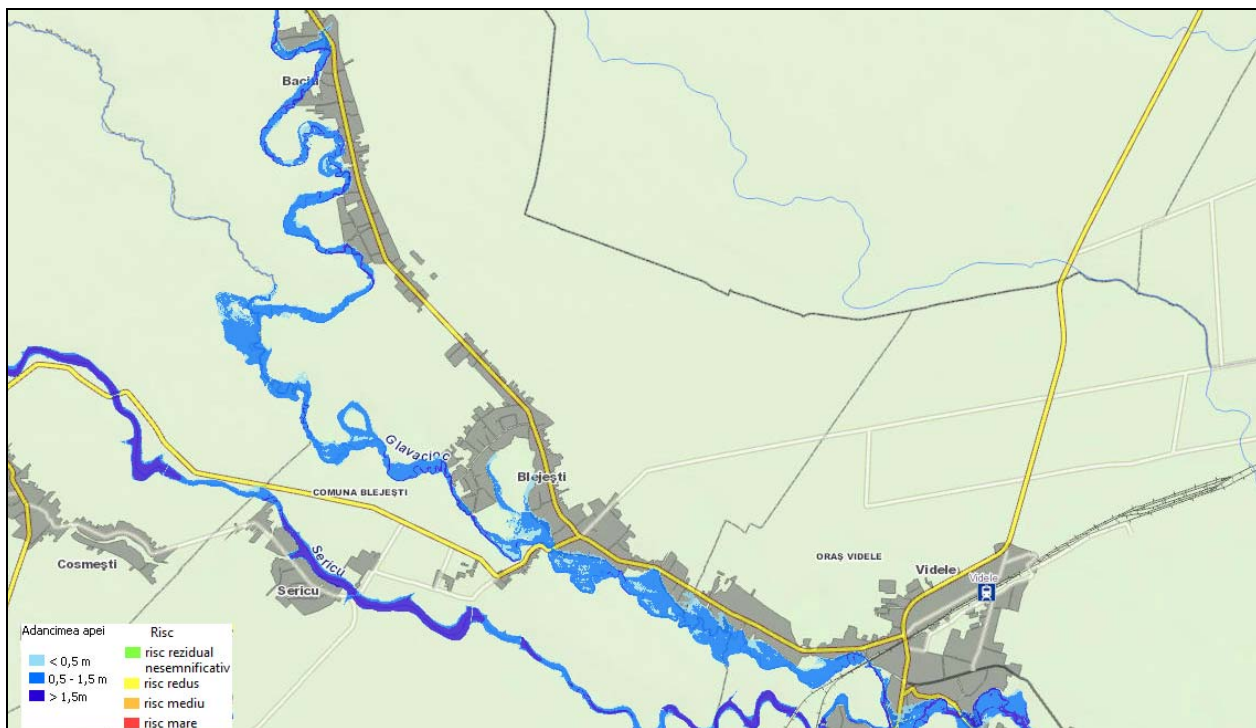 Baciu
Glavacioc
Blejești
COMUNA BLEJEȘTI
Cosmești
Sericu
Sericu
ORAȘ VIDELE
Videle
Videle
Adancimea apei
< 0,5 m
0,5 - 1,5 m
> 1,5m
Risc
risc rezidual
nesemnificativ
risc redus
risc mediu
risc mare